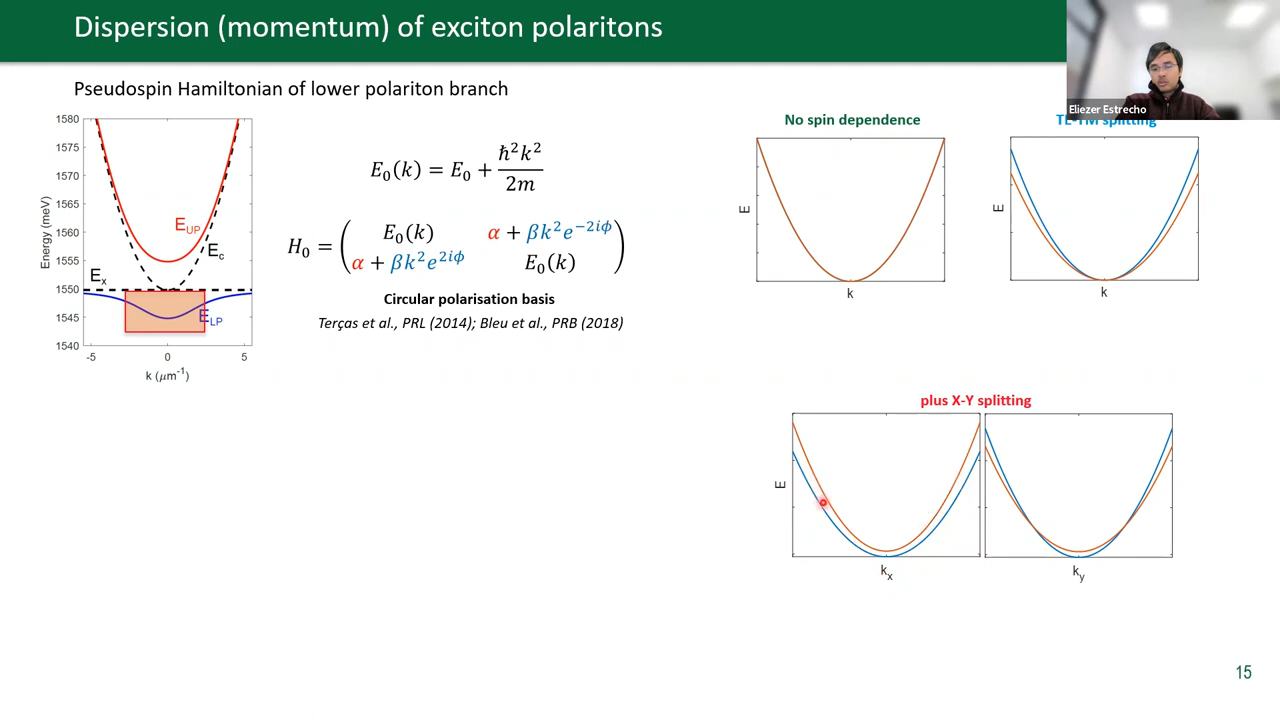 Dispersion (momentum) of exciton polaritons
Eliezer Estrecho
Pseudospin Hamiltonian of lower polariton branch
1580
1575
1570
1565
1560
1555
1550
1545
1540
Energy (meV)
E_UP
E_c
E_x
E_LP
-5 0 5
k (μm⁻¹)
E₀(k) = E₀ + ℏ²k²/2m
H₀ = ( E₀(k) α + βk²e^{-2iϕ}
α + βk²e^{2iϕ} E₀(k) )
Circular polarisation basis
Terças et al., PRL (2014); Bleu et al., PRB (2018)
No spin dependence
E
k
TE-TM splitting
E
k
plus X-Y splitting
E
k_x
k_y
15